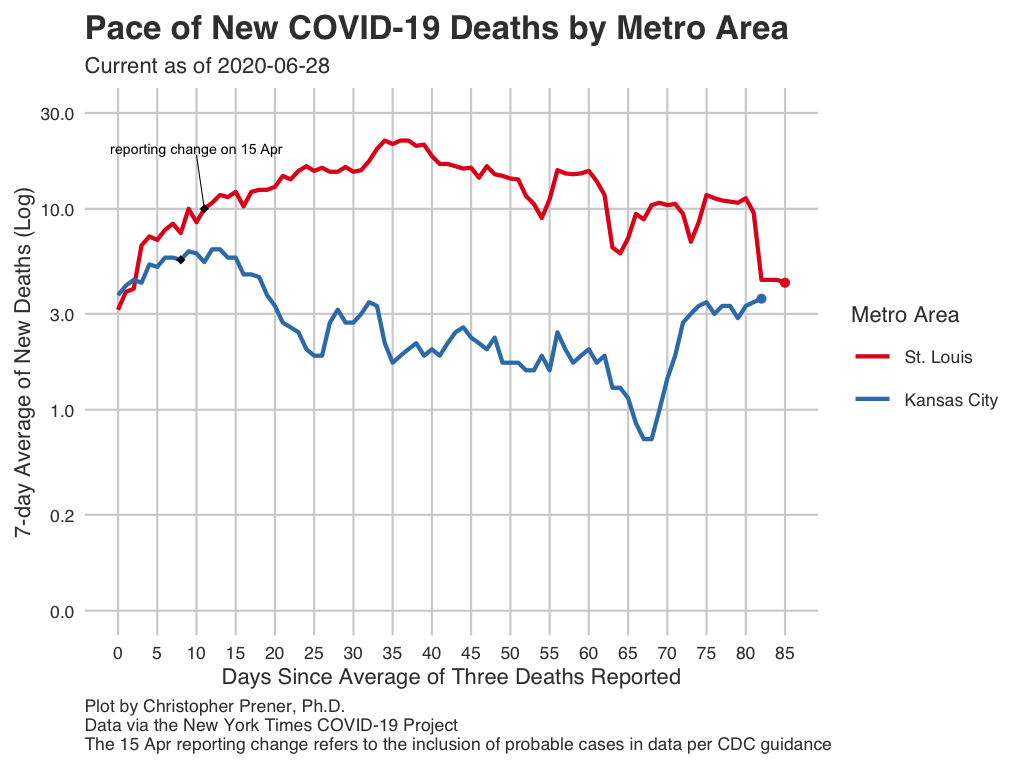 Pace of New COVID-19 Deaths by Metro Area
Current as of 2020-06-28
7-day Average of New Deaths (Log)
30.0
10.0
3.0
1.0
0.2
0.0
reporting change on 15 Apr
0 5 10 15 20 25 30 35 40 45 50 55 60 65 70 75 80 85
Days Since Average of Three Deaths Reported
Metro Area
St. Louis
Kansas City
Plot by Christopher Prener, Ph.D.
Data via the New York Times COVID-19 Project
The 15 Apr reporting change refers to the inclusion of probable cases in data per CDC guidance